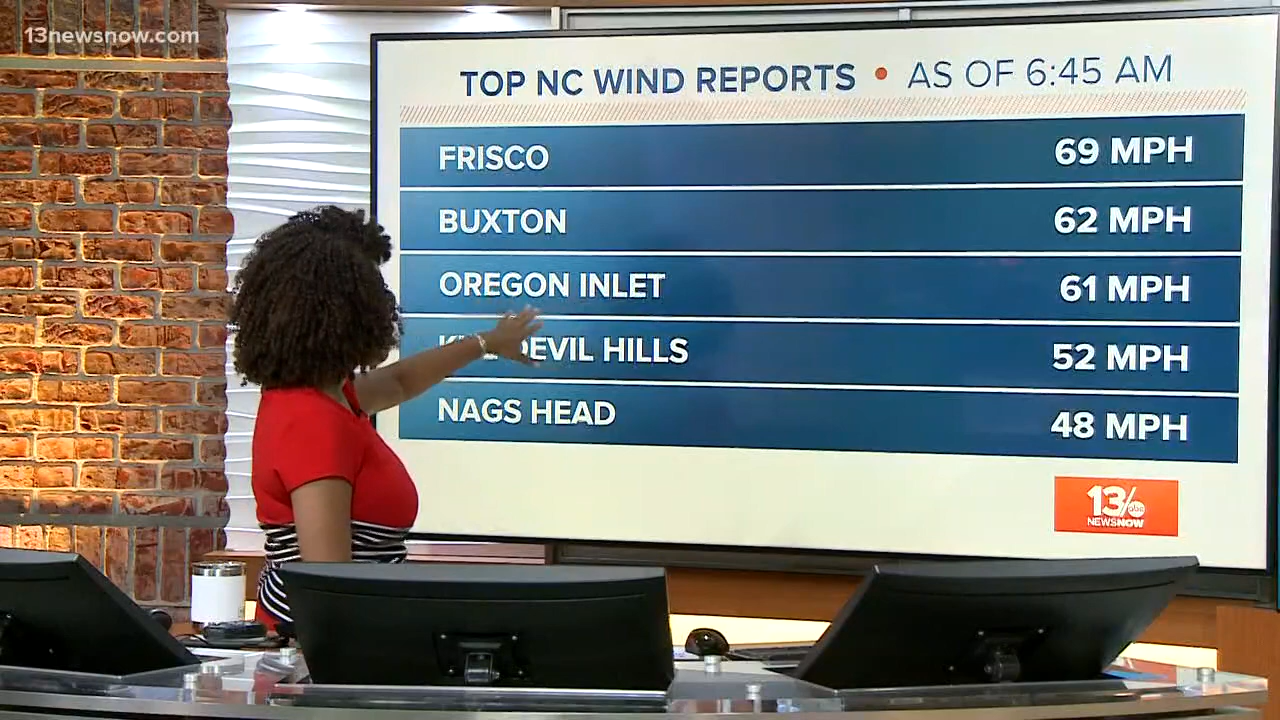 13newsnow.com
TOP NC WIND REPORTS • AS OF 6:45 AM
FRISCO 69 MPH
BUXTON 62 MPH
OREGON INLET 61 MPH
DEVIL HILLS 52 MPH
NAGS HEAD 48 MPH
13 abc
NEWSNOW